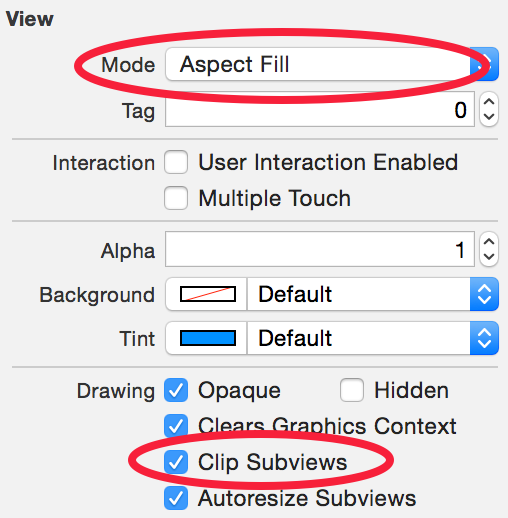 View
Mode Aspect Fill
Tag 0
Interaction User Interaction Enabled
Multiple Touch
Alpha 1
Background Default
Tint Default
Drawing Opaque Hidden
Clears Graphics Context
Clip Subviews
Autoresize Subviews